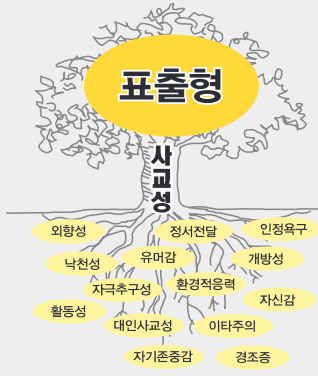 표출형
사교성
외향성
정서전달
인정욕구
낙천성
유머감
개방성
자극추구성
환경적응력
활동성
자신감
대인사교성
이타주의
자기존중감
경조증